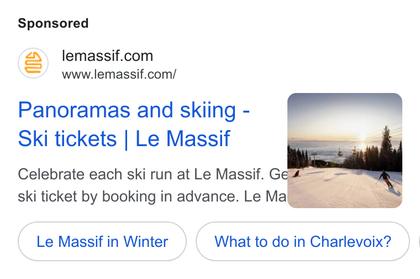 Sponsored
lemassif.com
www.lemassif.com/
Panoramas and skiing -
Ski tickets | Le Massif
Celebrate each ski run at Le Massif. Ge
ski ticket by booking in advance. Le Ma
Le Massif in Winter
What to do in Charlevoix?